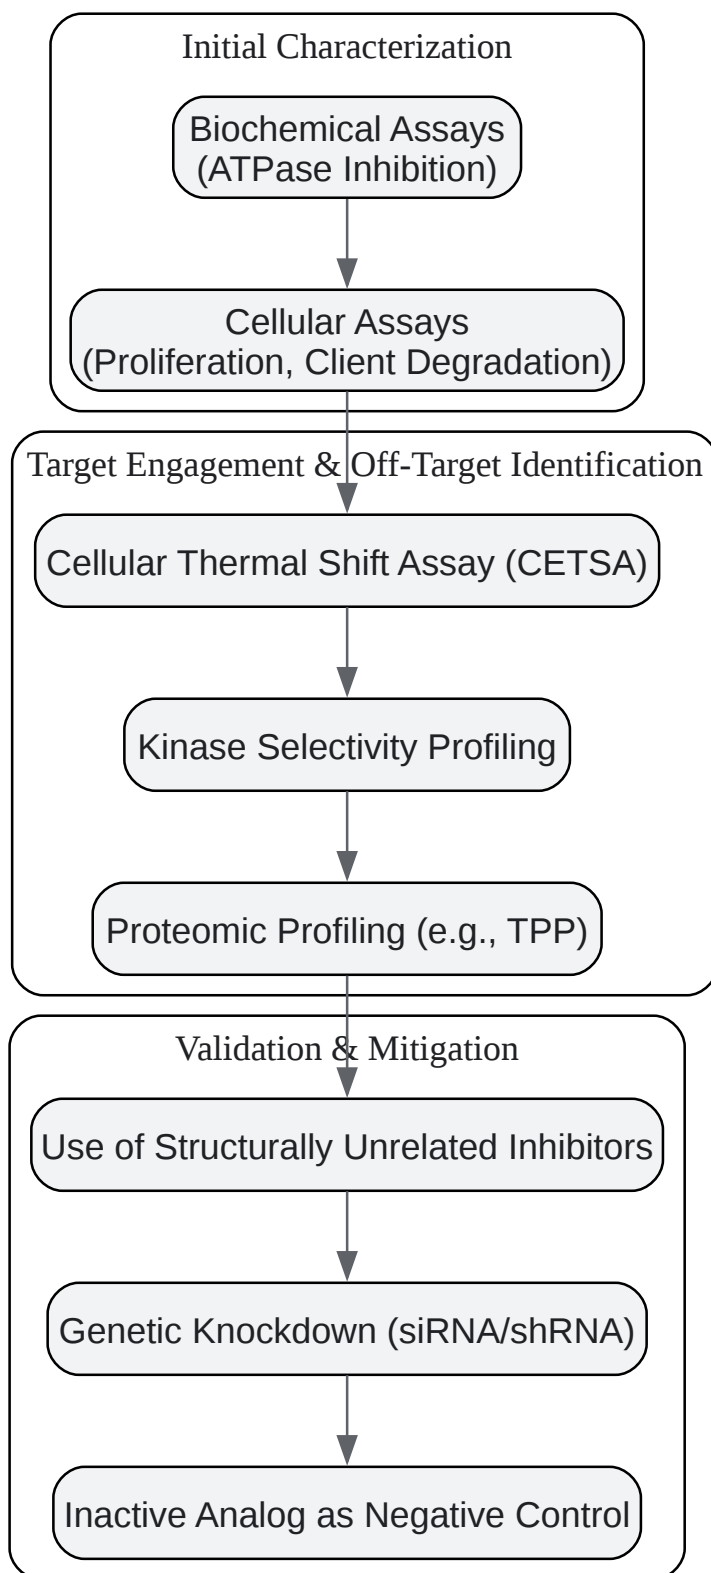 Initial Characterization
Biochemical Assays
(ATPase Inhibition)
Cellular Assays
(Proliferation, Client Degradation)
Target Engagement & Off-Target Identification
Cellular Thermal Shift Assay (CETSA)
Kinase Selectivity Profiling
Proteomic Profiling (e.g., TPP)
Validation & Mitigation
Use of Structurally Unrelated Inhibitors
Genetic Knockdown (siRNA/shRNA)
Inactive Analog as Negative Control